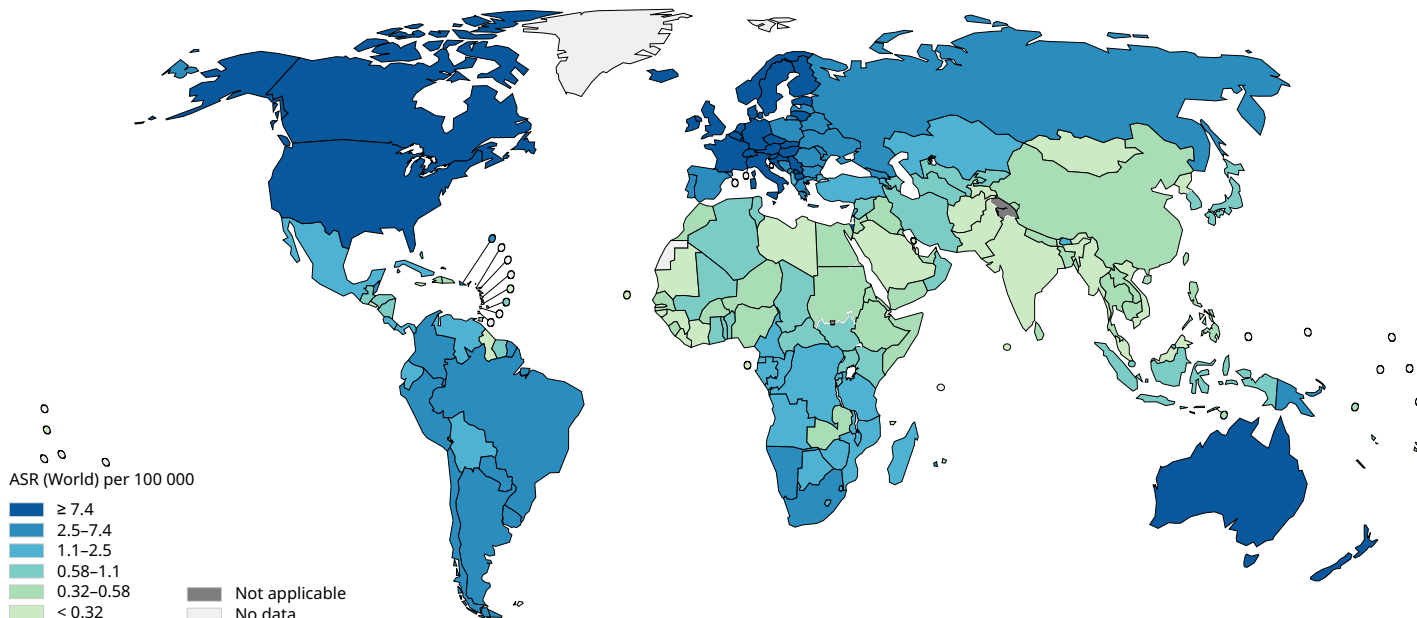 ASR (World) per 100 000
≥ 7.4
2.5–7.4
1.1–2.5
0.58–1.1
0.32–0.58
< 0.32
Not applicable
No data